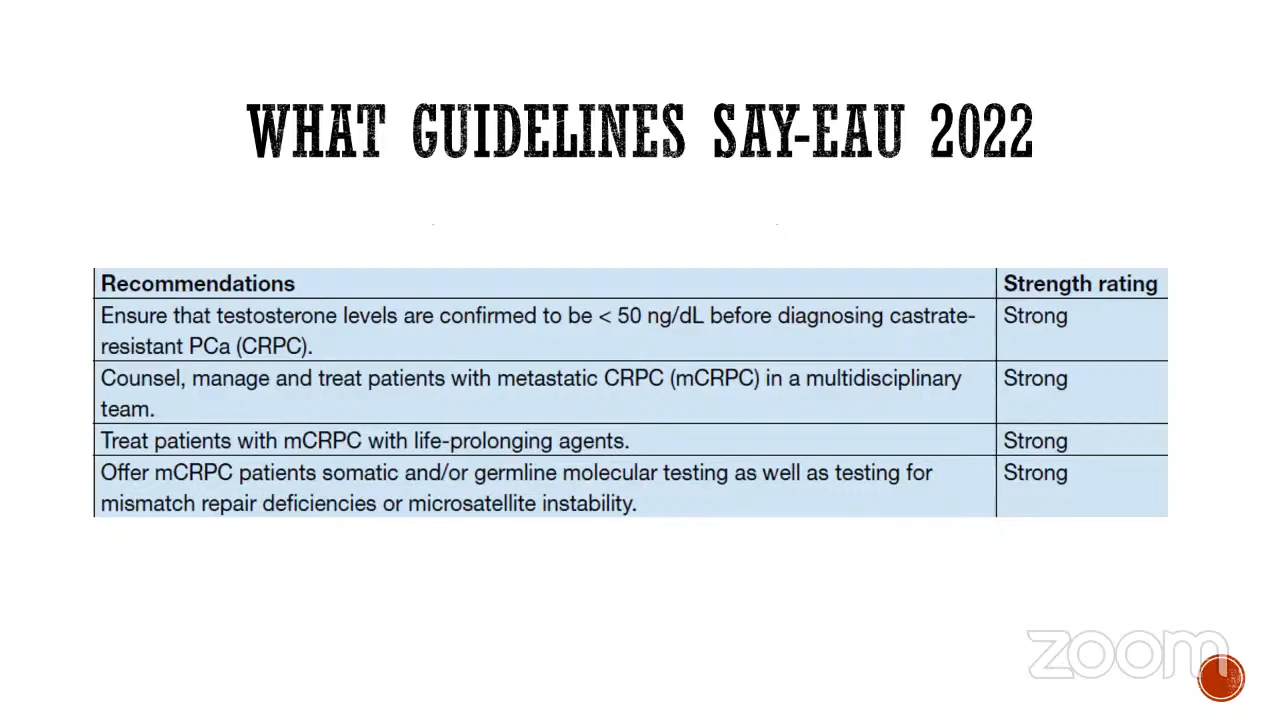 WHAT GUIDELINES SAY-EAU 2022
Recommendations Strength rating
Ensure that testosterone levels are confirmed to be < 50 ng/dL before diagnosing castrate- Strong
resistant PCa (CRPC).
Counsel, manage and treat patients with metastatic CRPC (mCRPC) in a multidisciplinary Strong
team.
Treat patients with mCRPC with life-prolonging agents. Strong
Offer mCRPC patients somatic and/or germline molecular testing as well as testing for Strong
mismatch repair deficiencies or microsatellite instability.
zoom